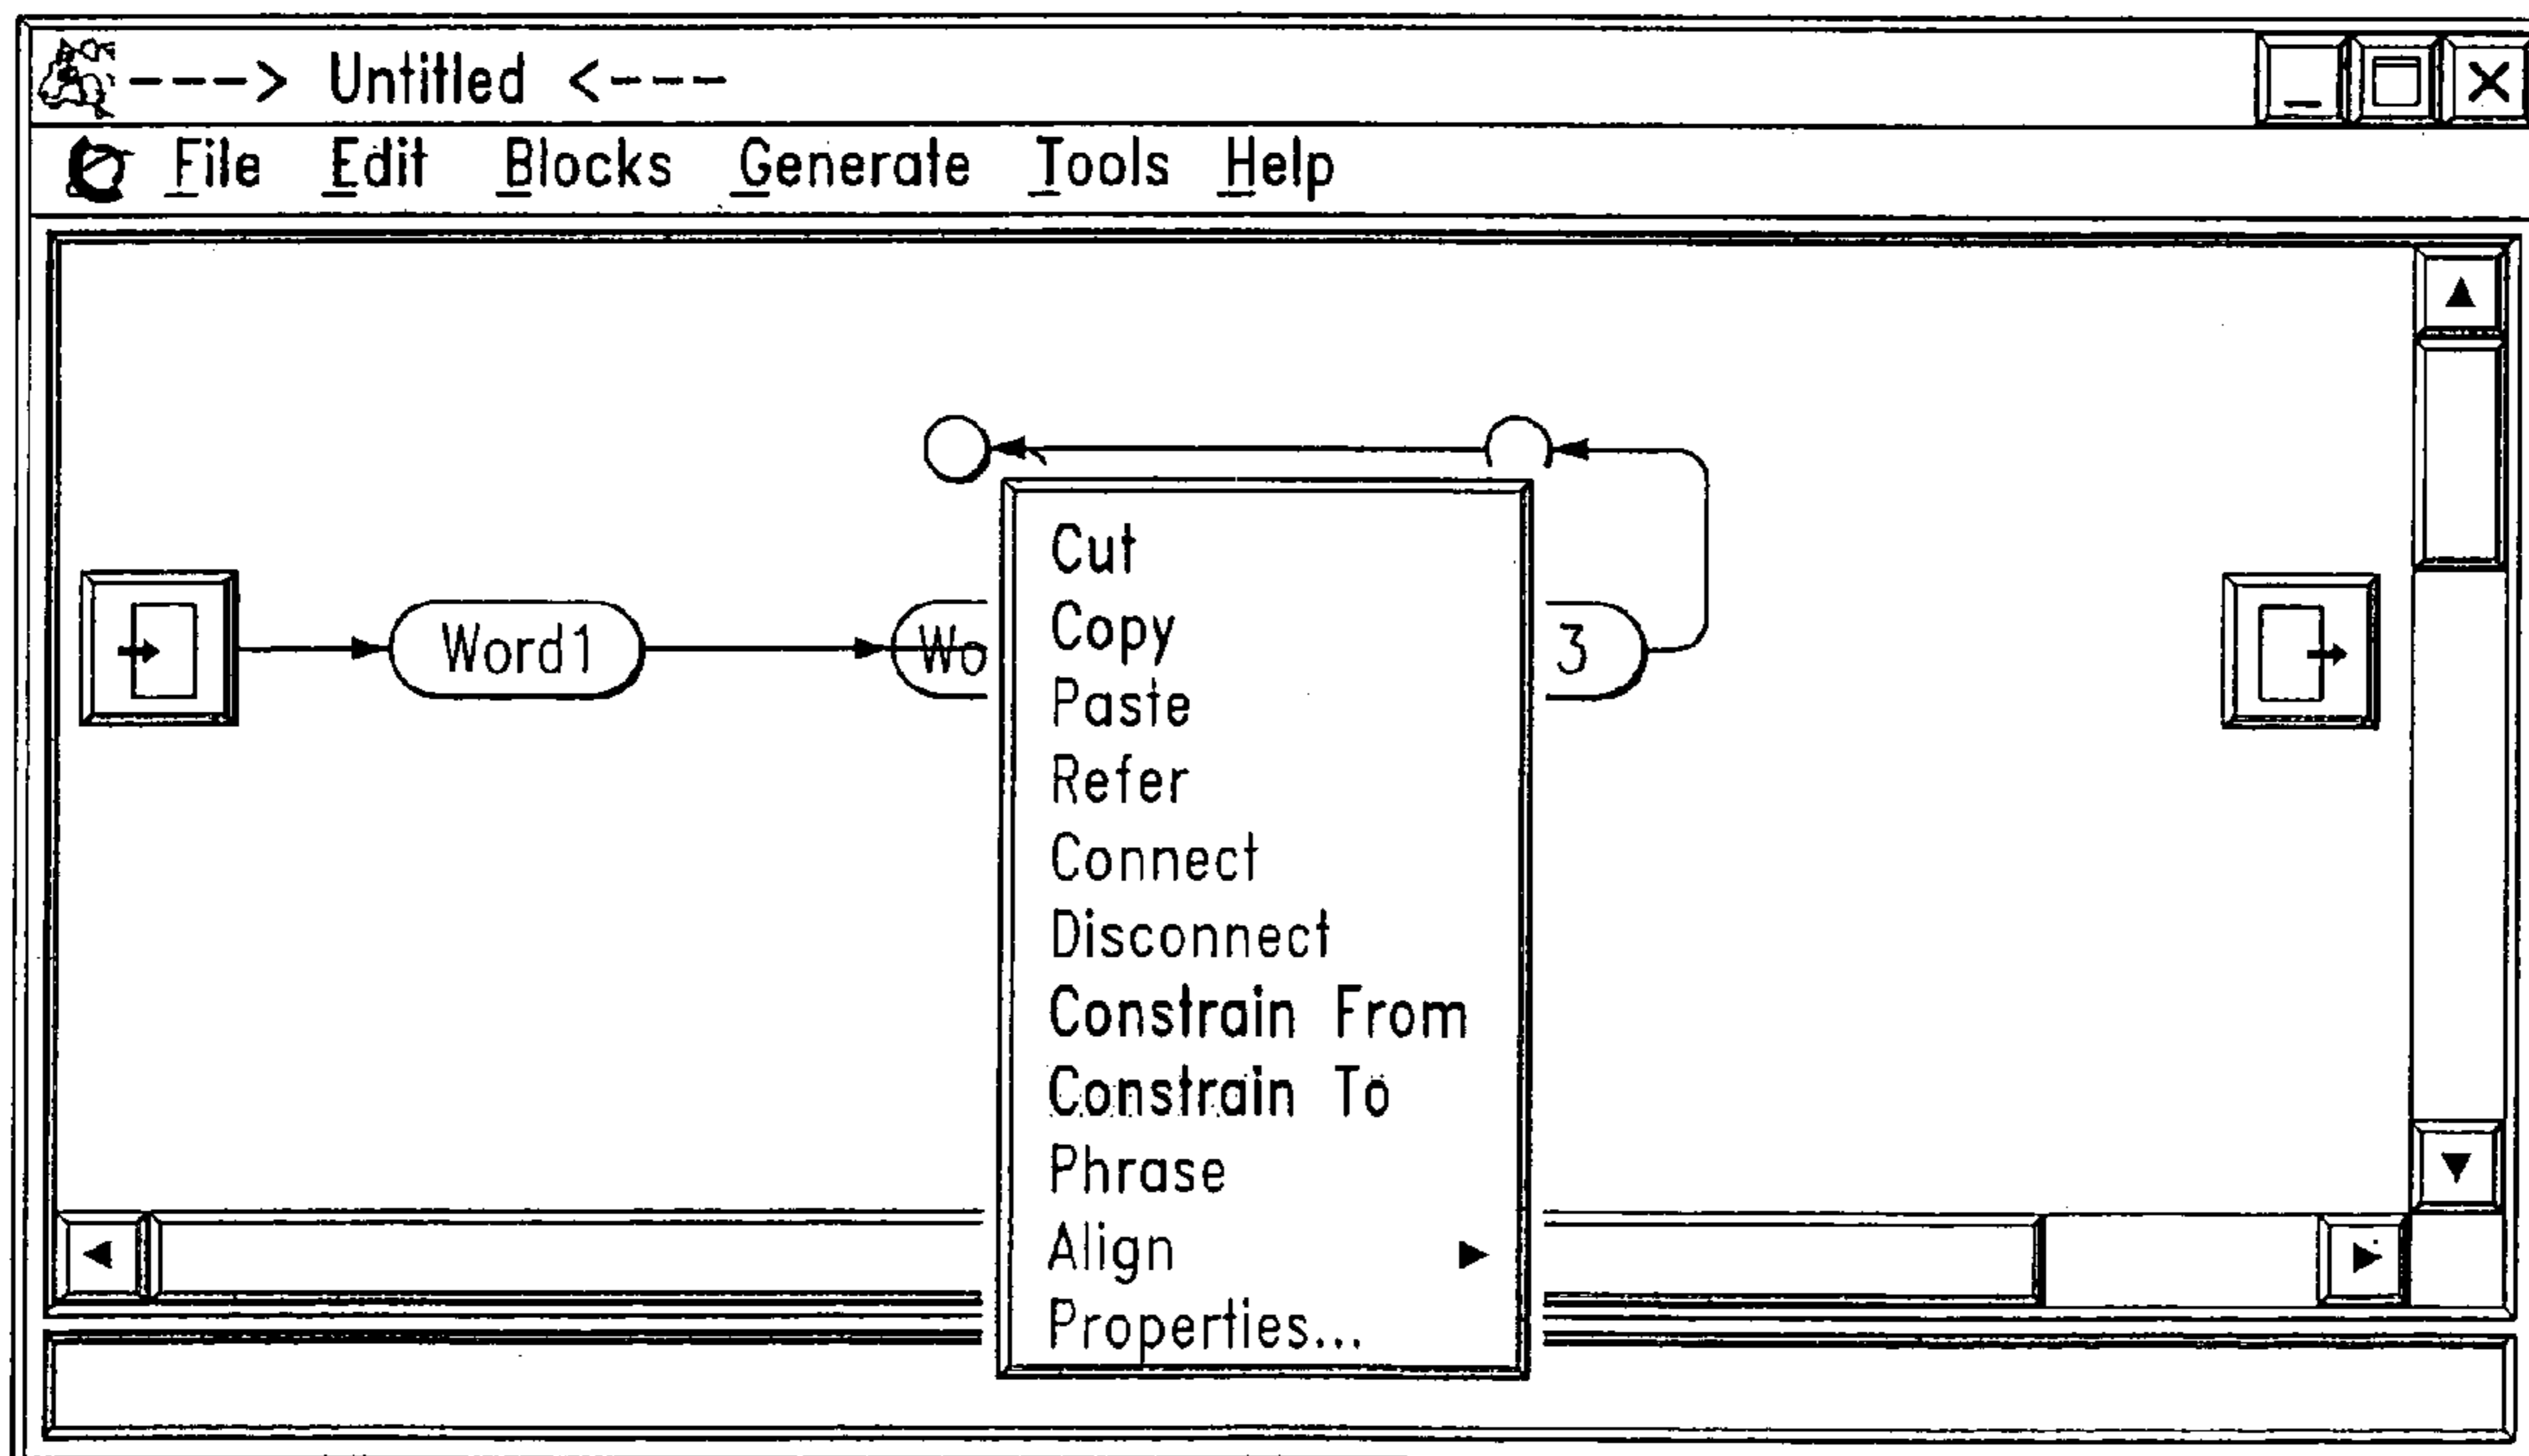 ---> Untitled <---
File Edit Blocks Generate Tools Help
Word1 Wo 3
Cut
Copy
Paste
Refer
Connect
Disconnect
Constrain From
Constrain To
Phrase
Align
Properties...